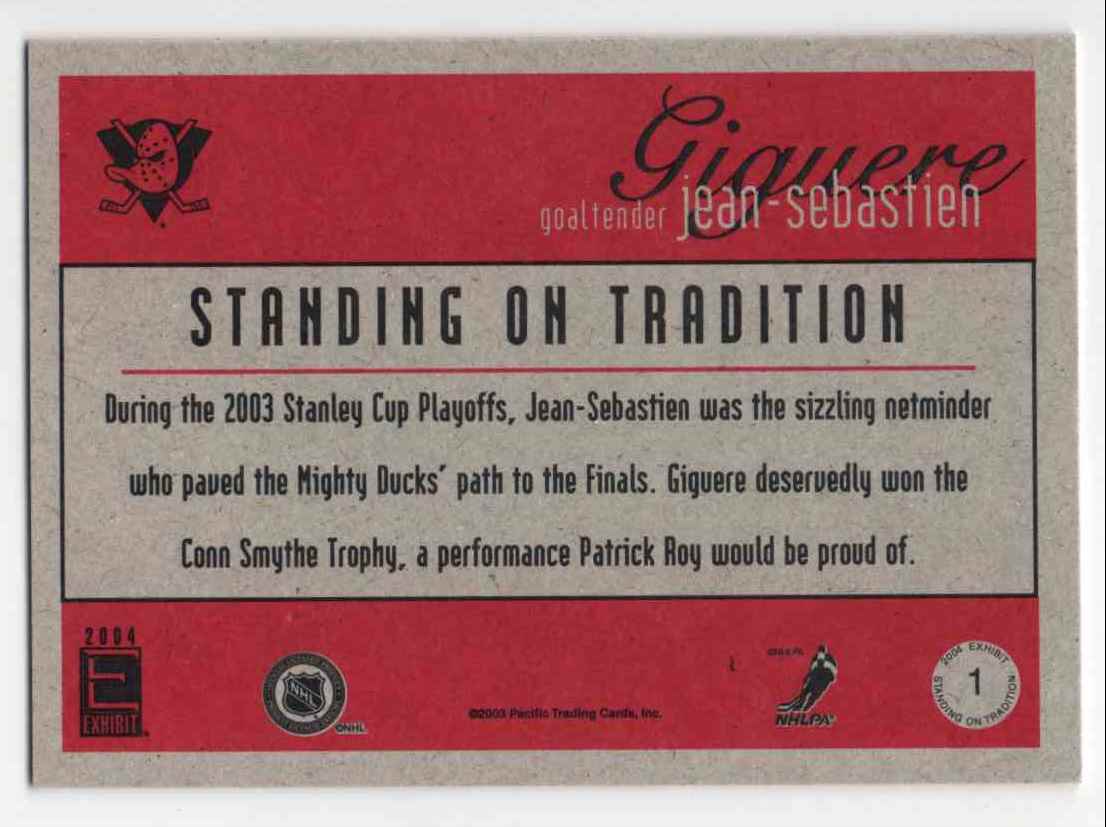 Giguere
goaltender jean-sebastien
STANDING ON TRADITION
During the 2003 Stanley Cup Playoffs, Jean-Sebastien was the sizzling netminder
who paved the Mighty Ducks' path to the Finals. Giguere deservedly won the
Conn Smythe Trophy, a performance Patrick Roy would be proud of.
2004
E
EXHIBIT
NHL
©NHL
©2003 Pacific Trading Cards, Inc.
NHLPA
2004 EXHIBIT
1
STANDING ON TRADITION